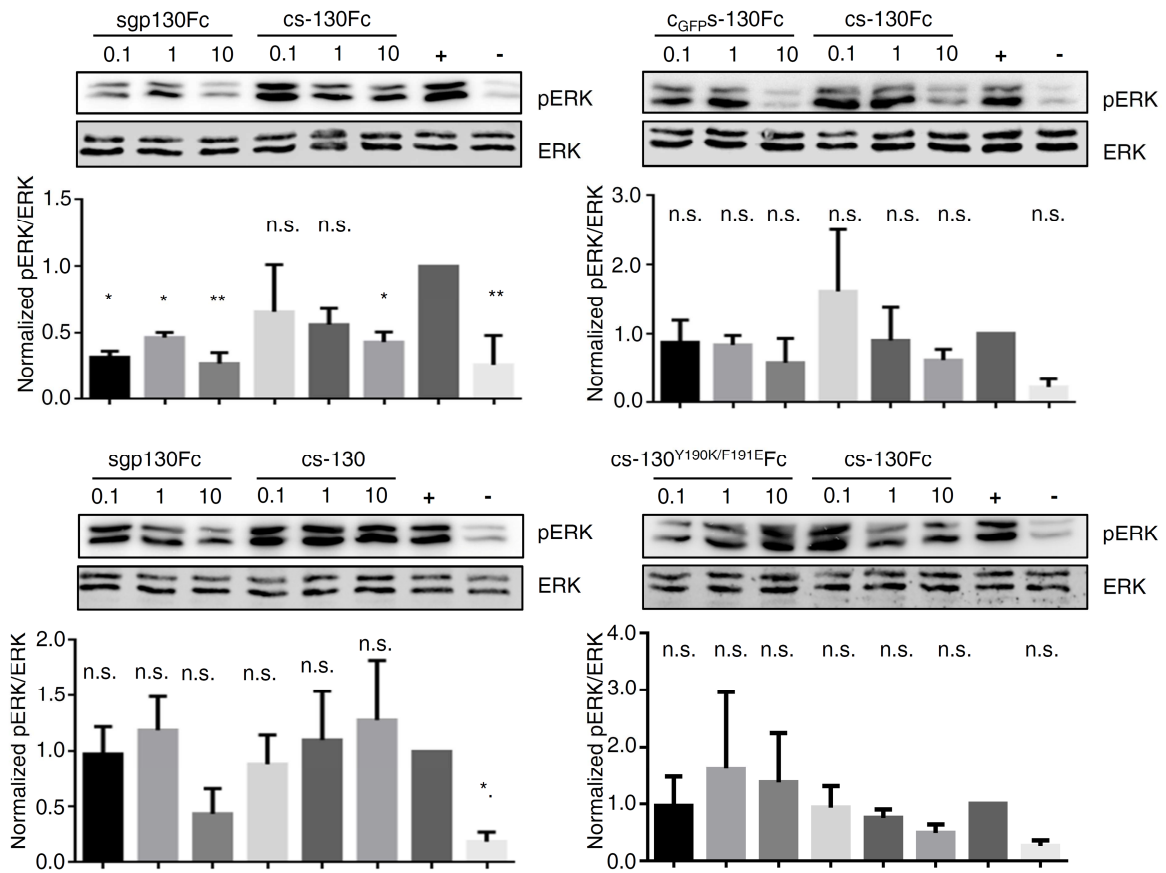 sgp130Fc cs-130Fc
0.1 1 10 0.1 1 10 + -
pERK
ERK
Normalized pERK/ERK
1.5
1.0
0.5
0.0
* * ** n.s. n.s. * **
c_GFPs-130Fc cs-130Fc
0.1 1 10 0.1 1 10 + -
pERK
ERK
Normalized pERK/ERK
3.0
2.0
1.0
0.0
n.s. n.s. n.s. n.s. n.s. n.s. n.s.
sgp130Fc cs-130
0.1 1 10 0.1 1 10 + -
pERK
ERK
Normalized pERK/ERK
2.0
1.5
1.0
0.5
0.0
n.s. n.s. n.s. n.s. n.s. n.s. *.
cs-130Y190K/F191EFc cs-130Fc
0.1 1 10 0.1 1 10 + -
pERK
ERK
Normalized pERK/ERK
4.0
3.0
2.0
1.0
0.0
n.s. n.s. n.s. n.s. n.s. n.s. n.s.